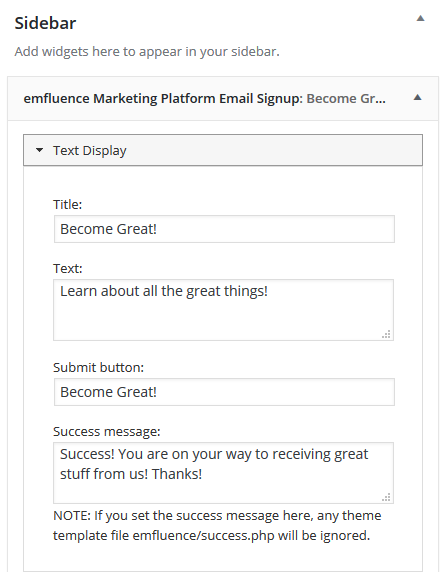 Sidebar
Add widgets here to appear in your sidebar.
emfluence Marketing Platform Email Signup: Become Gr...
Text Display
Title:
Become Great!
Text:
Learn about all the great things!
Submit button:
Become Great!
Success message:
Success! You are on your way to receiving great
stuff from us! Thanks!
NOTE: If you set the success message here, any theme
template file emfluence/success.php will be ignored.